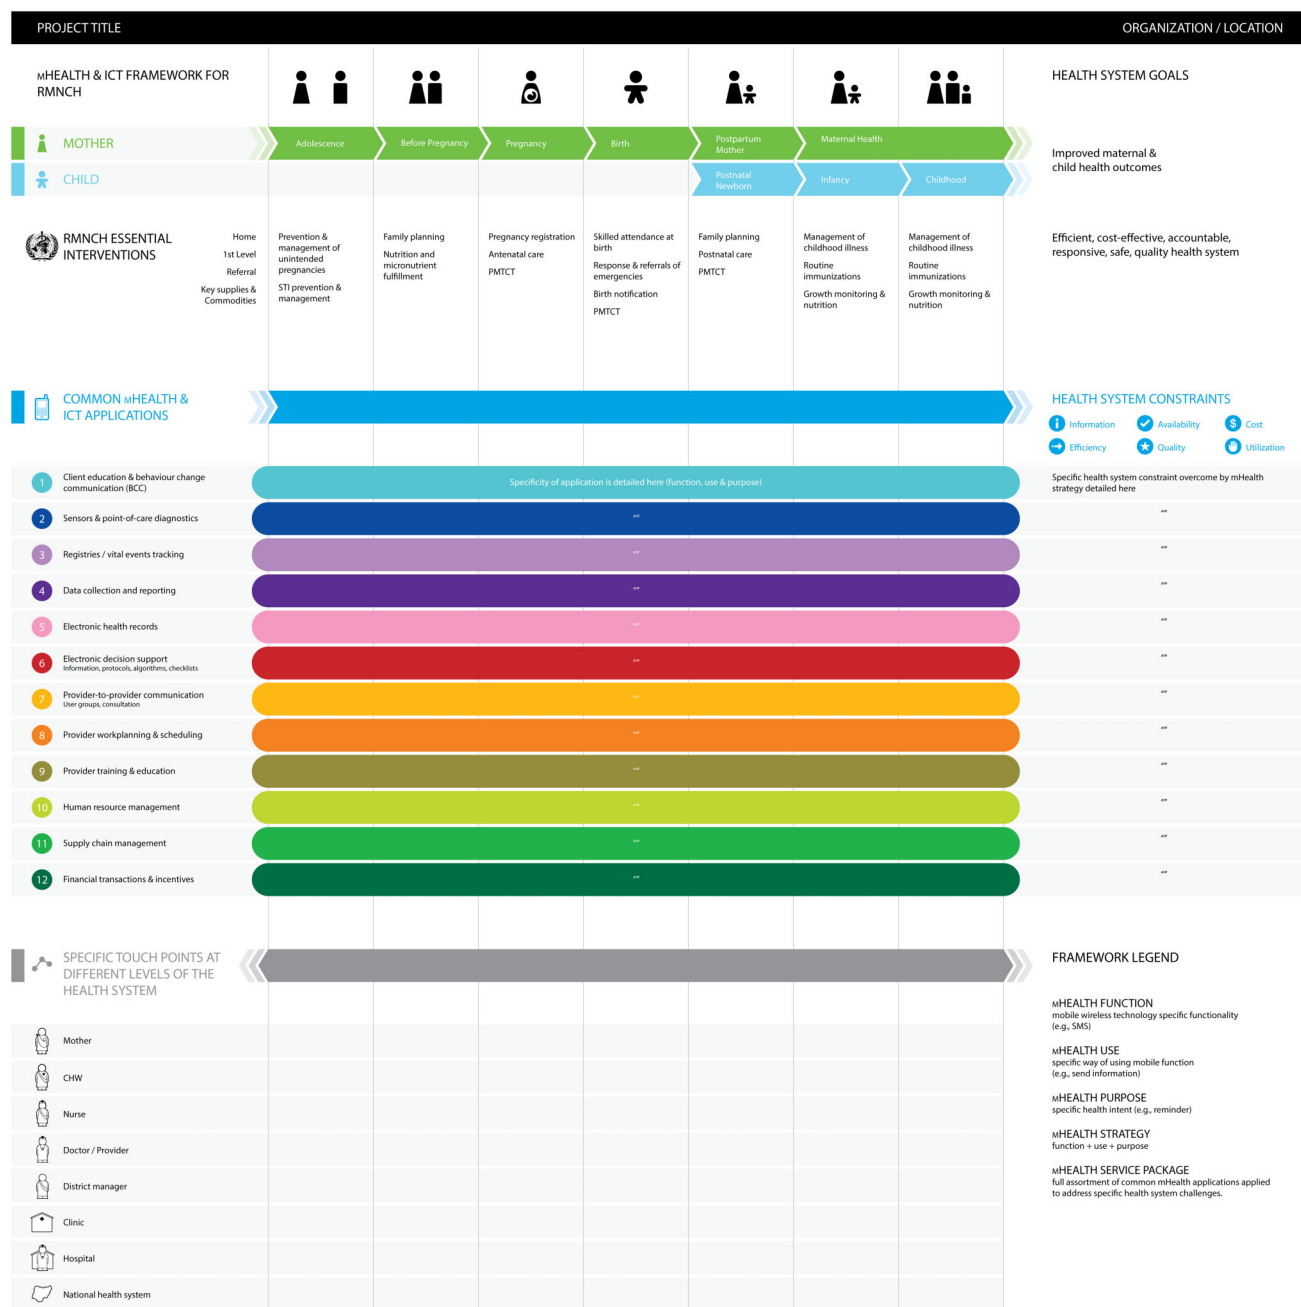 PROJECT TITLE
ORGANIZATION / LOCATION
mHEALTH & ICT FRAMEWORK FOR
RMNCH
HEALTH SYSTEM GOALS
MOTHER
Adolescence
Before Pregnancy
Pregnancy
Birth
Postpartum
Mother
Maternal Health
Improved maternal &
child health outcomes
CHILD
Postnatal
Newborn
Infancy
Childhood
RMNCH ESSENTIAL
INTERVENTIONS
Home
1st Level
Referral
Key supplies &
Commodities
Prevention &
management of
unintended
pregnancies
STI prevention &
management
Family planning
Nutrition and
micronutrient
fulfillment
Pregnancy registration
Antenatal care
PMTCT
Skilled attendance at
birth
Response & referrals of
emergencies
Birth notification
PMTCT
Family planning
Postnatal care
PMTCT
Management of
childhood illness
Routine
immunizations
Growth monitoring &
nutrition
Management of
childhood illness
Routine
immunizations
Growth monitoring &
nutrition
Efficient, cost-effective, accountable,
responsive, safe, quality health system
COMMON mHEALTH &
ICT APPLICATIONS
HEALTH SYSTEM CONSTRAINTS
i Information
Availability
$ Cost
Efficiency
Quality
Utilization
1 Client education & behaviour change
communication (BCC)
Specificity of application is detailed here (function, use & purpose)
Specific health system constraint overcome by mHealth
strategy detailed here
2 Sensors & point-of-care diagnostics
“”
“”
3 Registries / vital events tracking
“”
“”
4 Data collection and reporting
“”
“”
5 Electronic health records
“”
“”
6 Electronic decision support
Information, protocols, algorithms, checklists
“”
“”
7 Provider-to-provider communication
User groups, consultation
“”
“”
8 Provider workplanning & scheduling
“”
“”
9 Provider training & education
“”
“”
10 Human resource management
“”
“”
11 Supply chain management
“”
“”
12 Financial transactions & incentives
“”
“”
SPECIFIC TOUCH POINTS AT
DIFFERENT LEVELS OF THE
HEALTH SYSTEM
Mother
CHW
Nurse
Doctor / Provider
District manager
Clinic
Hospital
National health system
FRAMEWORK LEGEND
mHEALTH FUNCTION
mobile wireless technology specific functionality
(e.g., SMS)
mHEALTH USE
specific way of using mobile function
(e.g., send information)
mHEALTH PURPOSE
specific health intent (e.g., reminder)
mHEALTH STRATEGY
function + use + purpose
mHEALTH SERVICE PACKAGE
full assortment of common mHealth applications applied
to address specific health system challenges.